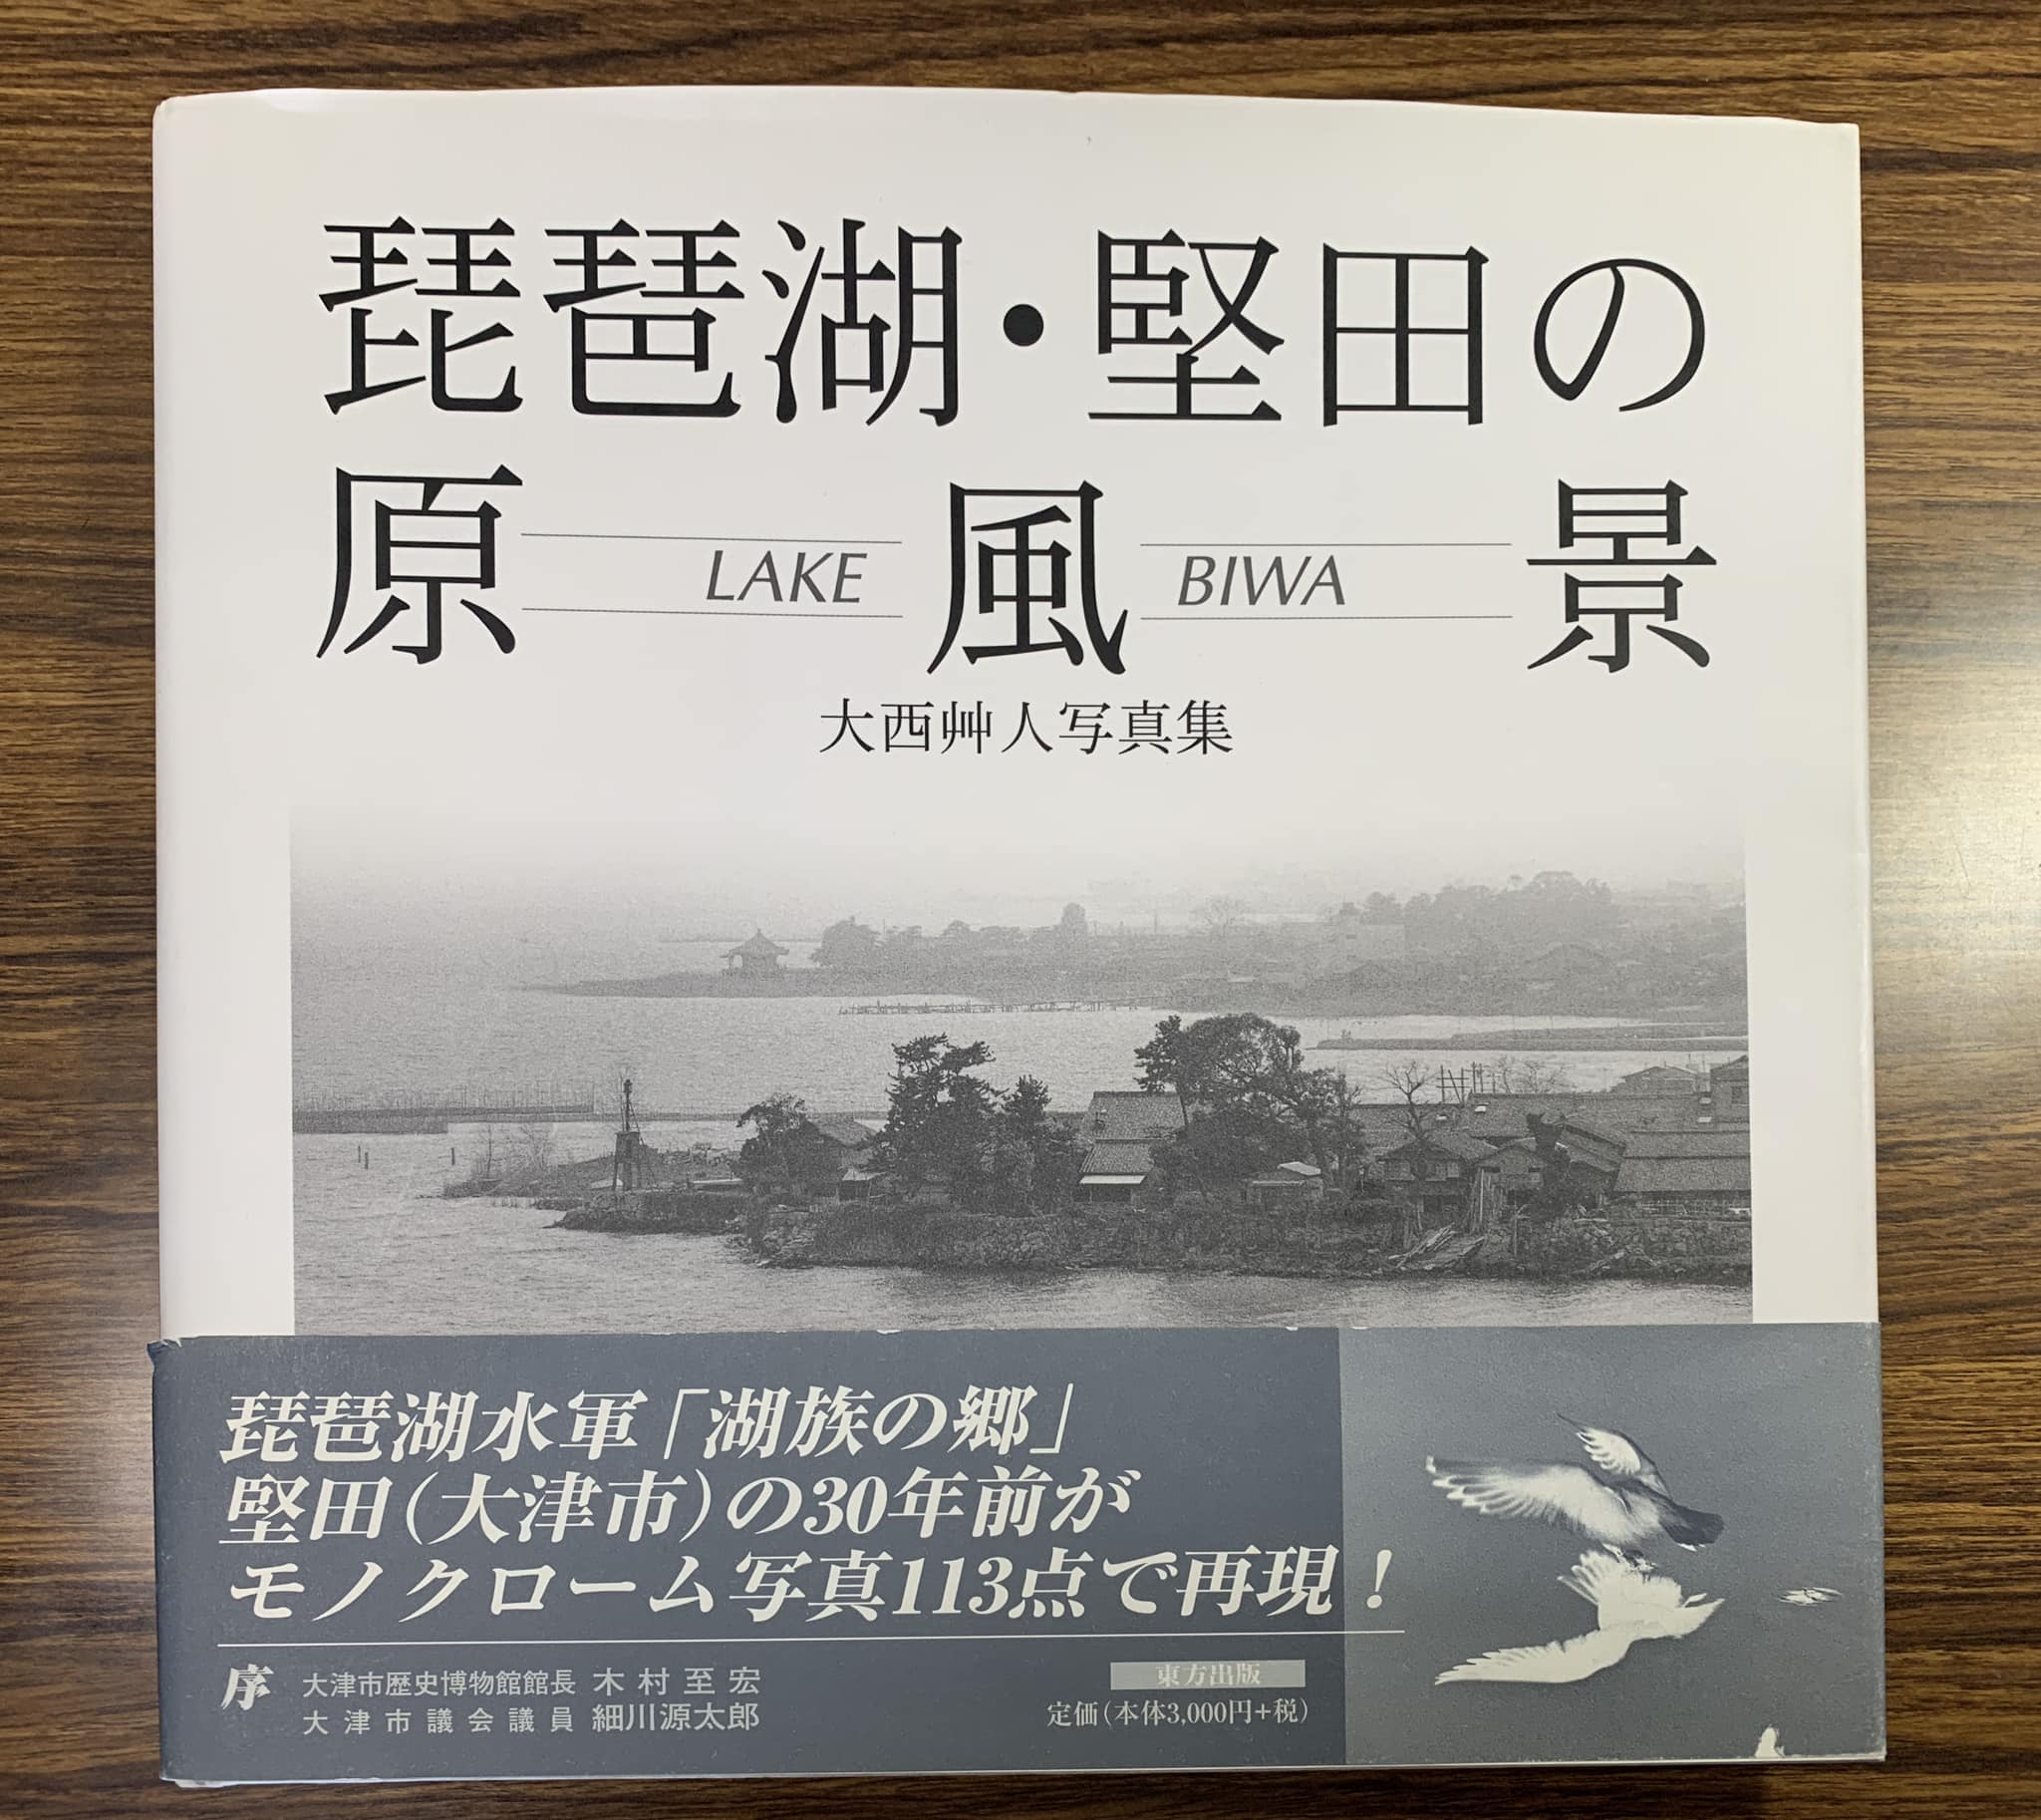 琵琶湖・堅田の
原風景
LAKE BIWA
大西艸人写真集
琵琶湖水軍「湖族の郷」
堅田(大津市)の30年前が
モノクローム写真113点で再現!
序 大津市歴史博物館館長 木村至宏
大津市議会議員 細川源太郎
東方出版
定価(本体3,000円+税)